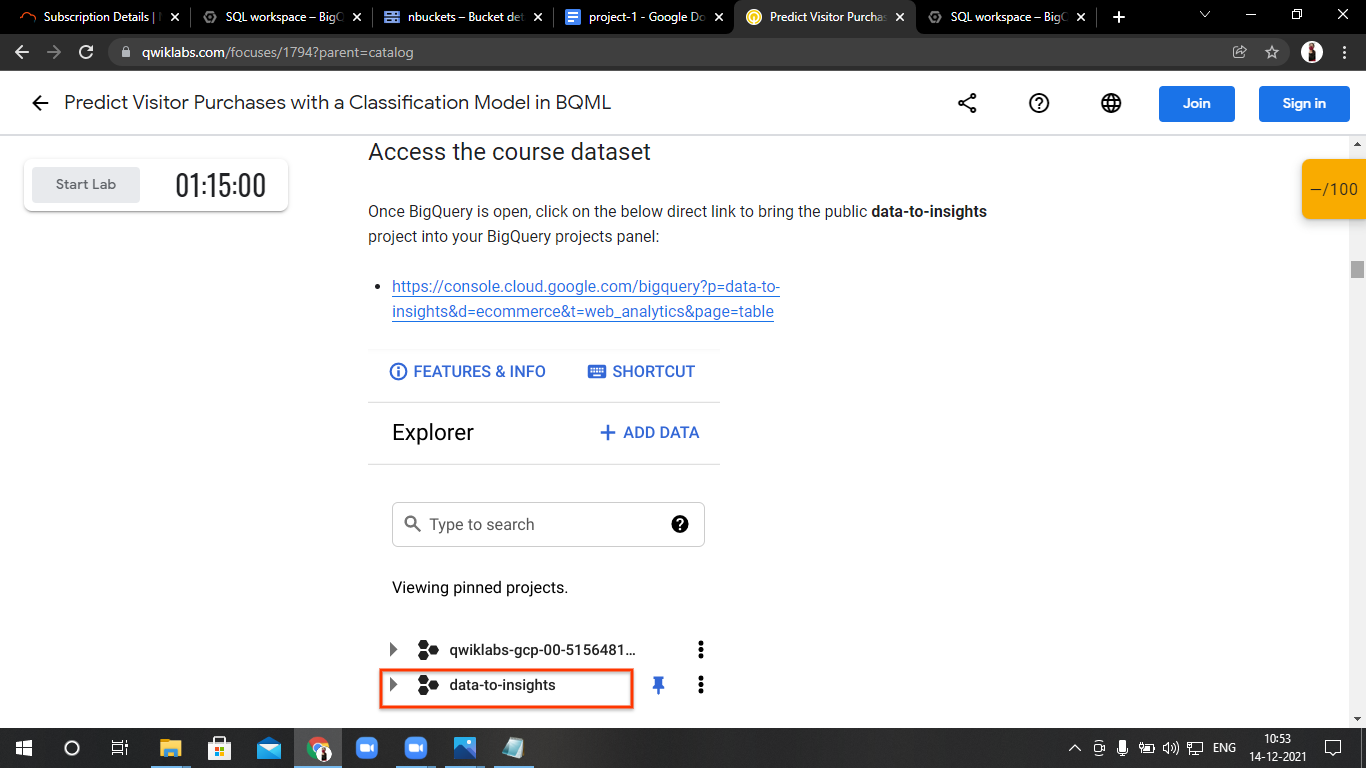 Subscription Details |
SQL workspace – Big
nbuckets – Bucket de
project-1 - Google Do
Predict Visitor Purchas
SQL workspace – Big
qwiklabs.com/focuses/1794?parent=catalog
Predict Visitor Purchases with a Classification Model in BQML
Join
Sign in
Start Lab
01:15:00
–/100
Access the course dataset
Once BigQuery is open, click on the below direct link to bring the public data-to-insights
project into your BigQuery projects panel:
• https://console.cloud.google.com/bigquery?p=data-to-
insights&d=ecommerce&t=web_analytics&page=table
FEATURES & INFO
SHORTCUT
Explorer
+ ADD DATA
Type to search
Viewing pinned projects.
qwiklabs-gcp-00-5156481...
data-to-insights
ENG
10:53
14-12-2021